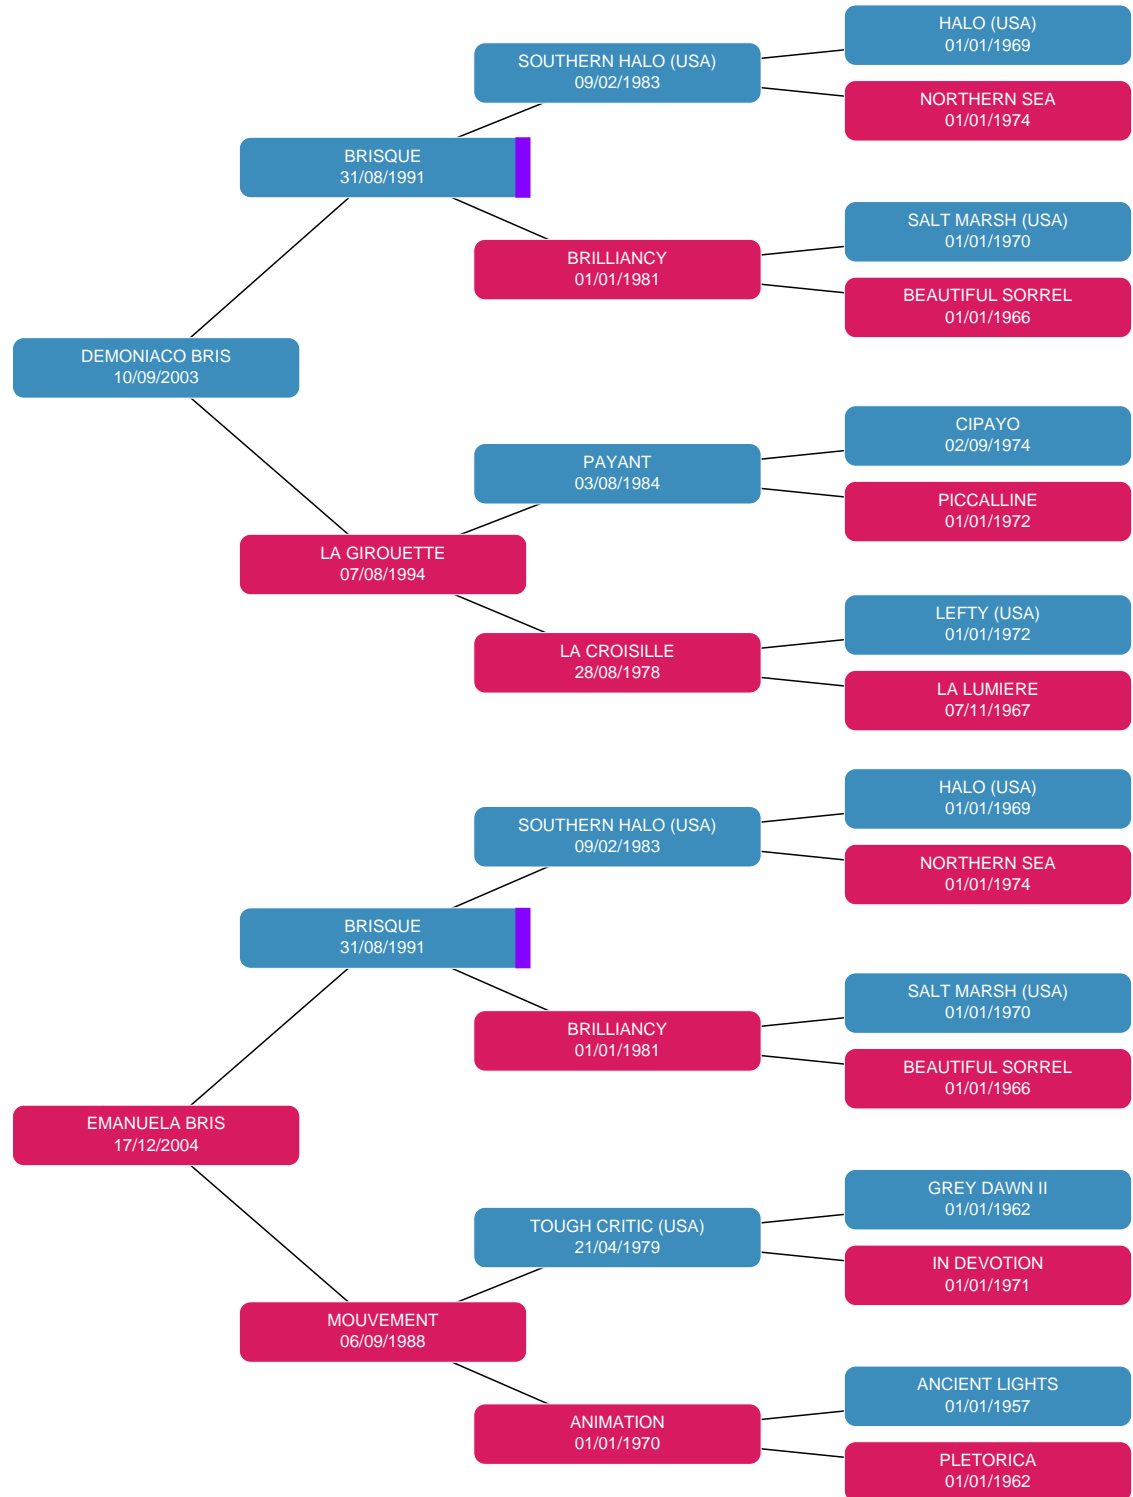 HALO (USA)
01/01/1969
SOUTHERN HALO (USA)
09/02/1983
NORTHERN SEA
01/01/1974
BRISQUE
31/08/1991
SALT MARSH (USA)
01/01/1970
BRILLIANCY
01/01/1981
BEAUTIFUL SORREL
01/01/1966
DEMONIACO BRIS
10/09/2003
CIPAYO
02/09/1974
PAYANT
03/08/1984
PICCALLINE
01/01/1972
LA GIROUETTE
07/08/1994
LEFTY (USA)
01/01/1972
LA CROISILLE
28/08/1978
LA LUMIERE
07/11/1967
HALO (USA)
01/01/1969
SOUTHERN HALO (USA)
09/02/1983
NORTHERN SEA
01/01/1974
BRISQUE
31/08/1991
SALT MARSH (USA)
01/01/1970
BRILLIANCY
01/01/1981
BEAUTIFUL SORREL
01/01/1966
EMANUELA BRIS
17/12/2004
GREY DAWN II
01/01/1962
TOUGH CRITIC (USA)
21/04/1979
IN DEVOTION
01/01/1971
MOUVEMENT
06/09/1988
ANCIENT LIGHTS
01/01/1957
ANIMATION
01/01/1970
PLETORICA
01/01/1962